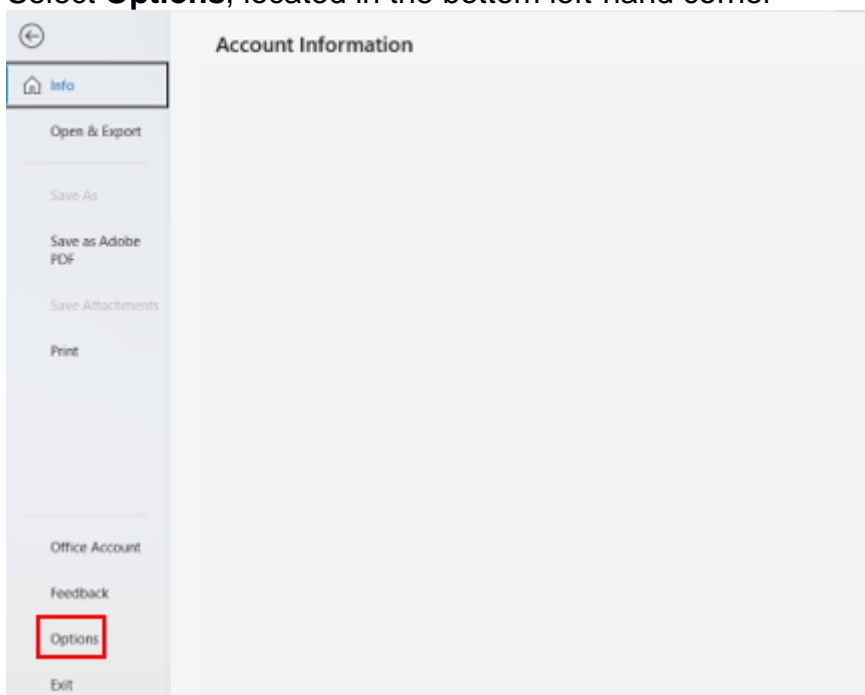 Select Options, located in the bottom left-hand corner
Account Information
Info
Open & Export
Save As
Save as Adobe
PDF
Save Attachments
Print
Office Account
Feedback
Options
Exit